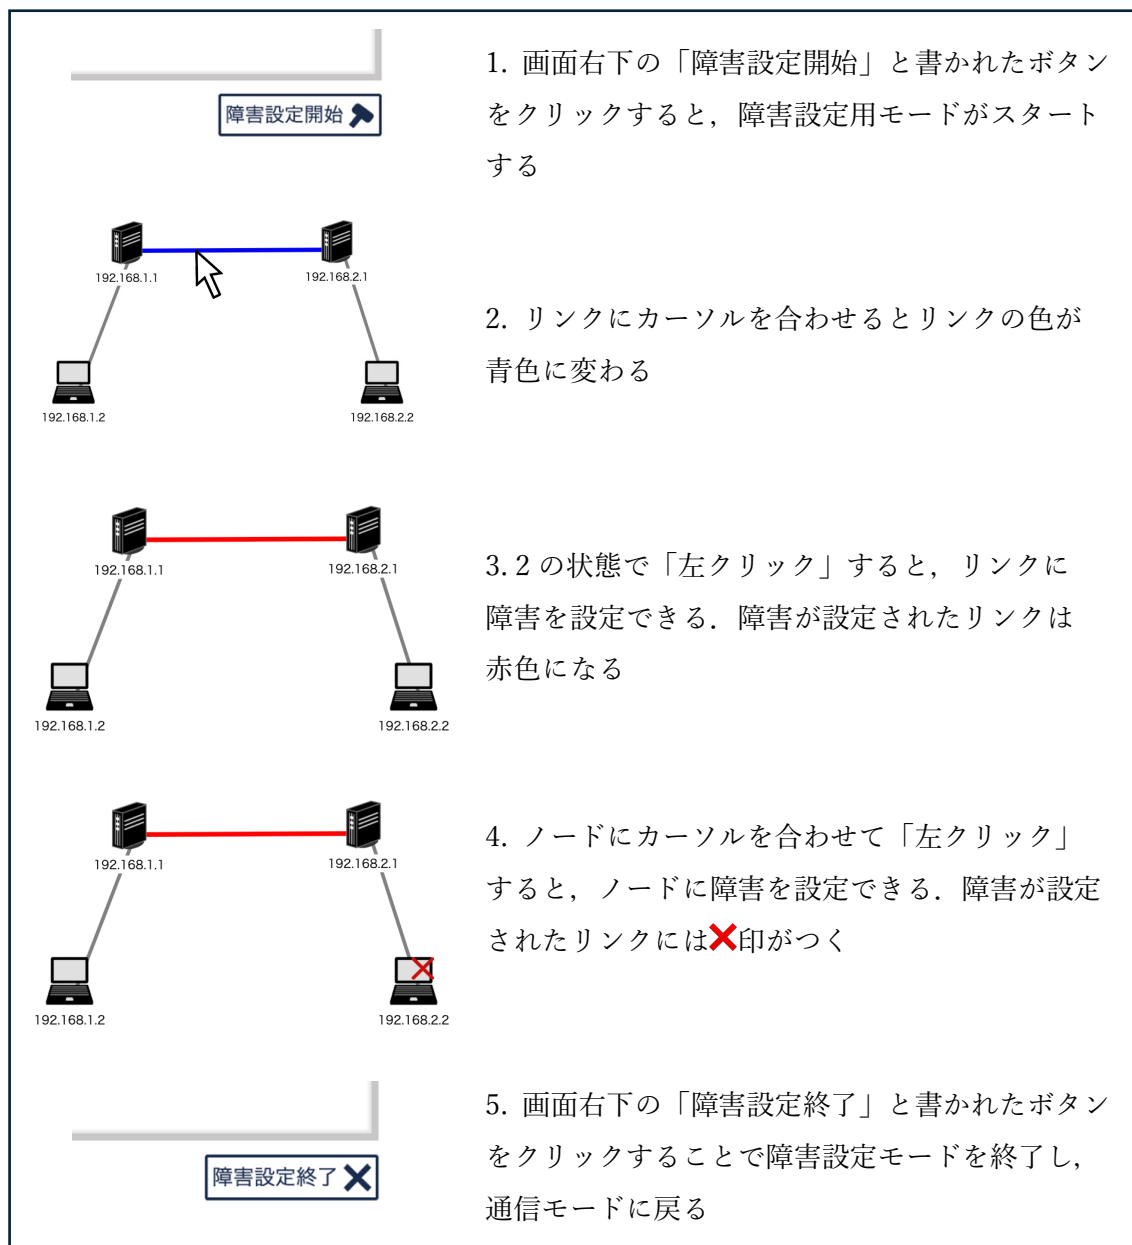 1. 画面右下の「障害設定開始」と書かれたボタン
をクリックすると，障害設定用モードがスタート
する
障害設定開始
192.168.1.1
192.168.2.1
192.168.1.2
192.168.2.2
2. リンクにカーソルを合わせるとリンクの色が
青色に変わる
192.168.1.1
192.168.2.1
192.168.1.2
192.168.2.2
3. 2 の状態で「左クリック」すると，リンクに
障害を設定できる．障害が設定されたリンクは
赤色になる
192.168.1.1
192.168.2.1
192.168.1.2
192.168.2.2
4. ノードにカーソルを合わせて「左クリック」
すると，ノードに障害を設定できる．障害が設定
されたリンクには❌印がつく
障害設定終了
5. 画面右下の「障害設定終了」と書かれたボタン
をクリックすることで障害設定モードを終了し，
通信モードに戻る